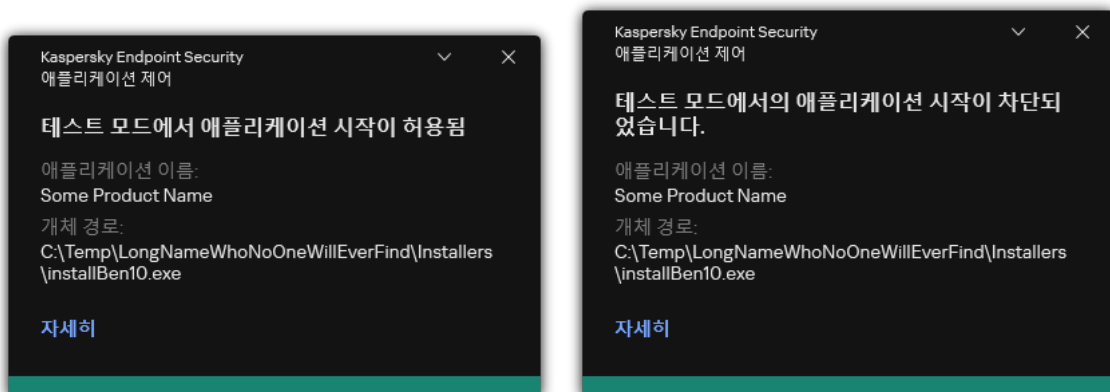 Kaspersky Endpoint Security
애플리케이션 제어
테스트 모드에서 애플리케이션 시작이 허용됨
애플리케이션 이름:
Some Product Name
개체 경로:
C:\Temp\LongNameWhoNoOneWillEverFind\Installers
\installBen10.exe
자세히
Kaspersky Endpoint Security
애플리케이션 제어
테스트 모드에서의 애플리케이션 시작이 차단되
었습니다.
애플리케이션 이름:
Some Product Name
개체 경로:
C:\Temp\LongNameWhoNoOneWillEverFind\Installers
\installBen10.exe
자세히